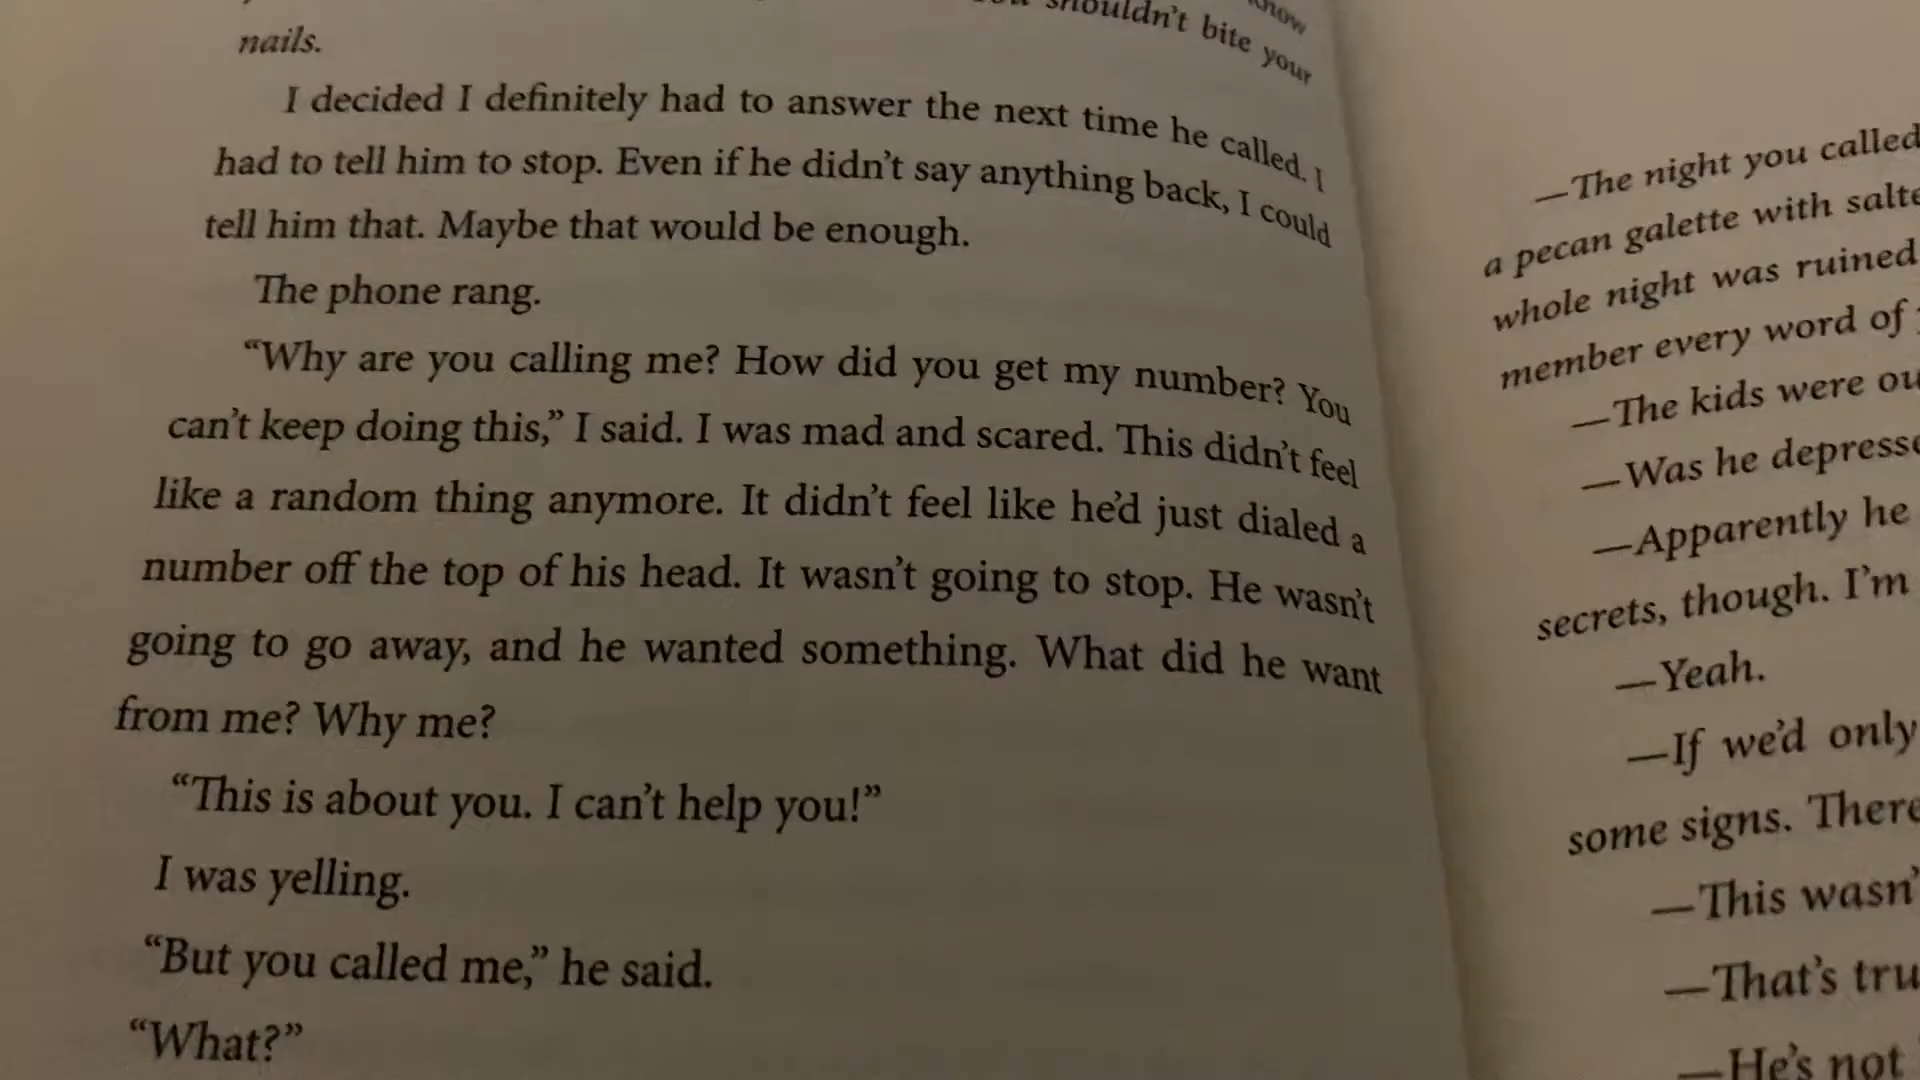 know
shouldn't bite your
nails.
I decided I definitely had to answer the next time he called. I
had to tell him to stop. Even if he didn't say anything back, I could
tell him that. Maybe that would be enough.
The phone rang.
“Why are you calling me? How did you get my number? You
can't keep doing this,” I said. I was mad and scared. This didn't feel
like a random thing anymore. It didn't feel like he'd just dialed a
number off the top of his head. It wasn't going to stop. He wasn't
going to go away, and he wanted something. What did he want
from me? Why me?
“This is about you. I can't help you!”
I was yelling.
“But you called me,” he said.
“What?”
—The night you called
a pecan galette with
whole night was ruined
member every word of
—The kids were
—Was he
—Apparently he
secrets, though. I'm
—Yeah.
—If we'd only
some signs.
—This
—That's
—He's not